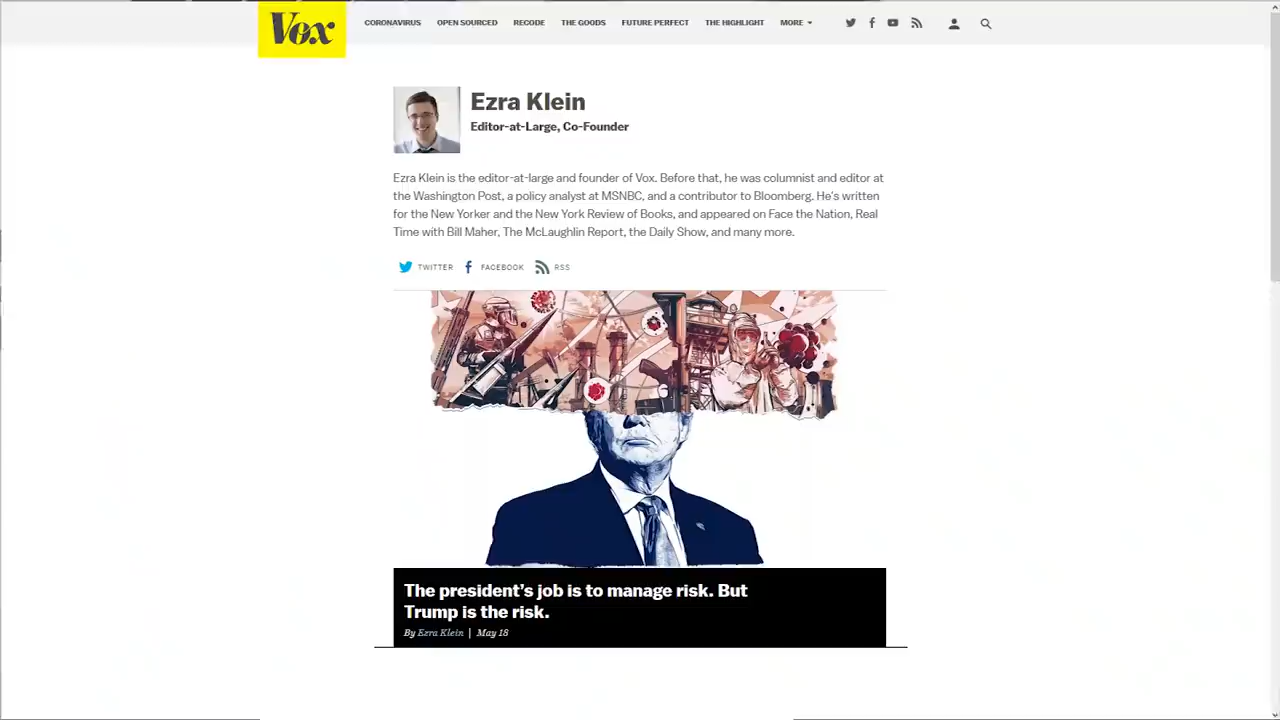 Vox
CORONAVIRUS OPEN SOURCED RECODE THE GOODS FUTURE PERFECT THE HIGHLIGHT MORE
Ezra Klein
Editor-at-Large, Co-Founder
Ezra Klein is the editor-at-large and founder of Vox. Before that, he was columnist and editor at
the Washington Post, a policy analyst at MSNBC, and a contributor to Bloomberg. He's written
for the New Yorker and the New York Review of Books, and appeared on Face the Nation, Real
Time with Bill Maher, The McLaughlin Report, the Daily Show, and many more.
TWITTER FACEBOOK RSS
The president's job is to manage risk. But
Trump is the risk.
By Ezra Klein | May 18